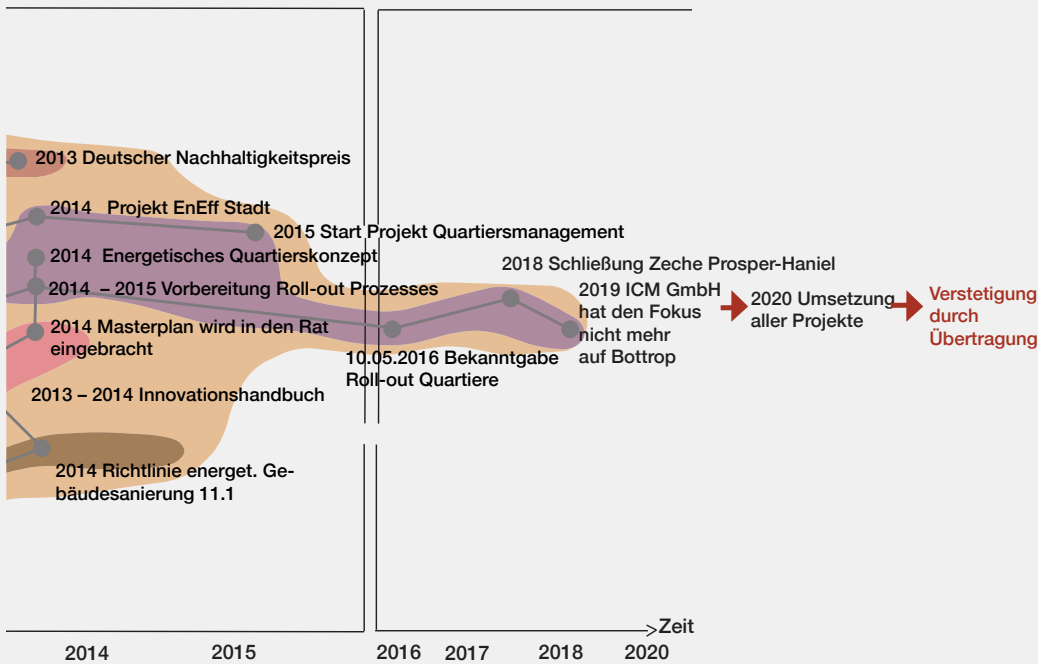 2013 Deutscher Nachhaltigkeitspreis
2014 Projekt EnEff Stadt
2015 Start Projekt Quartiersmanagement
2014 Energetisches Quartierskonzept
2014 – 2015 Vorbereitung Roll-out Prozesses
2014 Masterplan wird in den Rat
eingebracht
2013 – 2014 Innovationshandbuch
2014 Richtlinie energet. Ge-
bäudesanierung 11.1
10.05.2016 Bekanntgabe
Roll-out Quartiere
2018 Schließung Zeche Prosper-Haniel
2019 ICM GmbH
hat den Fokus
nicht mehr
auf Bottrop
2020 Umsetzung
aller Projekte
Verstetigung
durch
Übertragung
Zeit
2014 2015 2016 2017 2018 2020